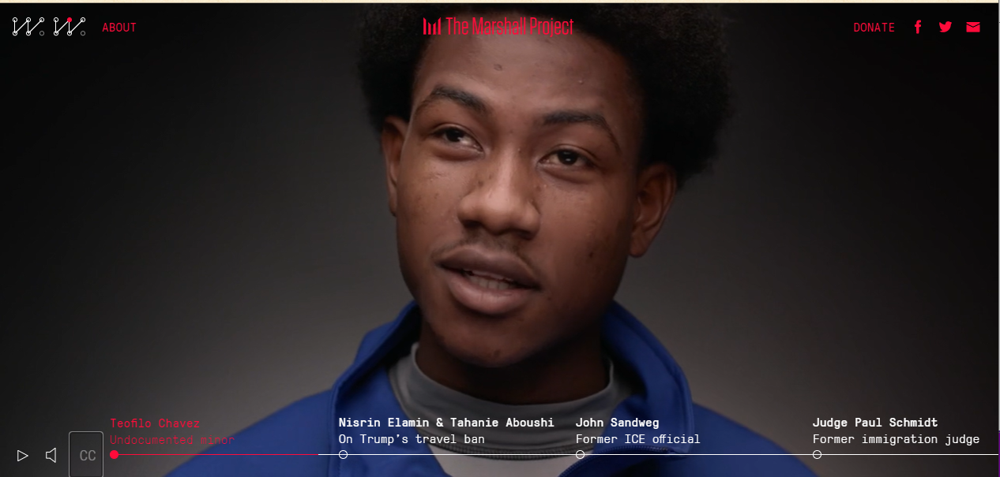 ABOUT
The Marshall Project
DONATE
Teofilo Chavez
Undocumented minor
Nisrin Elamin & Tahanie Aboushi
On Trump's travel ban
John Sandweg
Former ICE official
Judge Paul Schmidt
Former immigration judge
CC